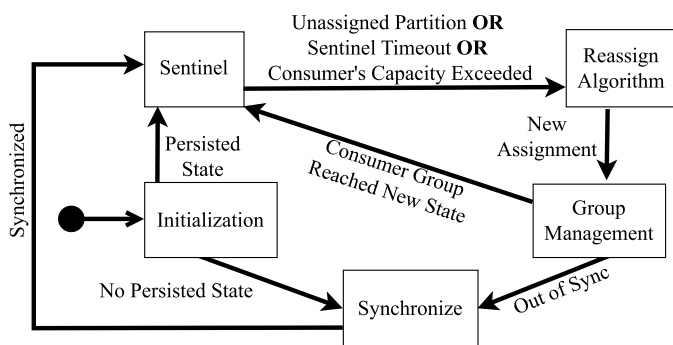 Unassigned Partition OR
Sentinel Timeout OR
Consumer's Capacity Exceeded
Sentinel
Reassign
Algorithm
Synchronized
Persisted
State
New
Assignment
Consumer Group
Reached New State
Initialization
Group
Management
No Persisted State
Synchronize
Out of Sync